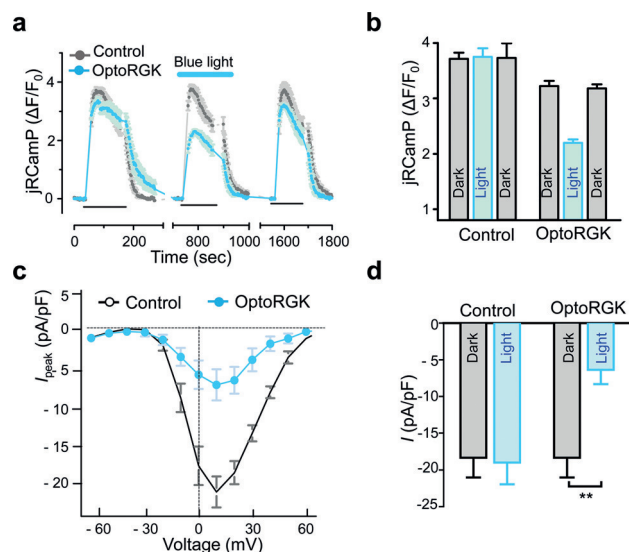 a
Control
OptoRGK
Blue light
jRCamP (ΔF/F0)
4
2
0
0 200 800 1000 1600 1800
Time (sec)
b
jRCamP (ΔF/F0)
4
3
2
1
Dark Light Dark Dark Light Dark
Control OptoRGK
c
Control OptoRGK
Ipeak (pA/pF)
5
0
- 5
- 10
- 15
- 20
- 60 - 30 0 30 60
Voltage (mV)
d
Control OptoRGK
I (pA/pF)
0
-5
-10
-15
-20
-25
Dark Light Dark Light
**